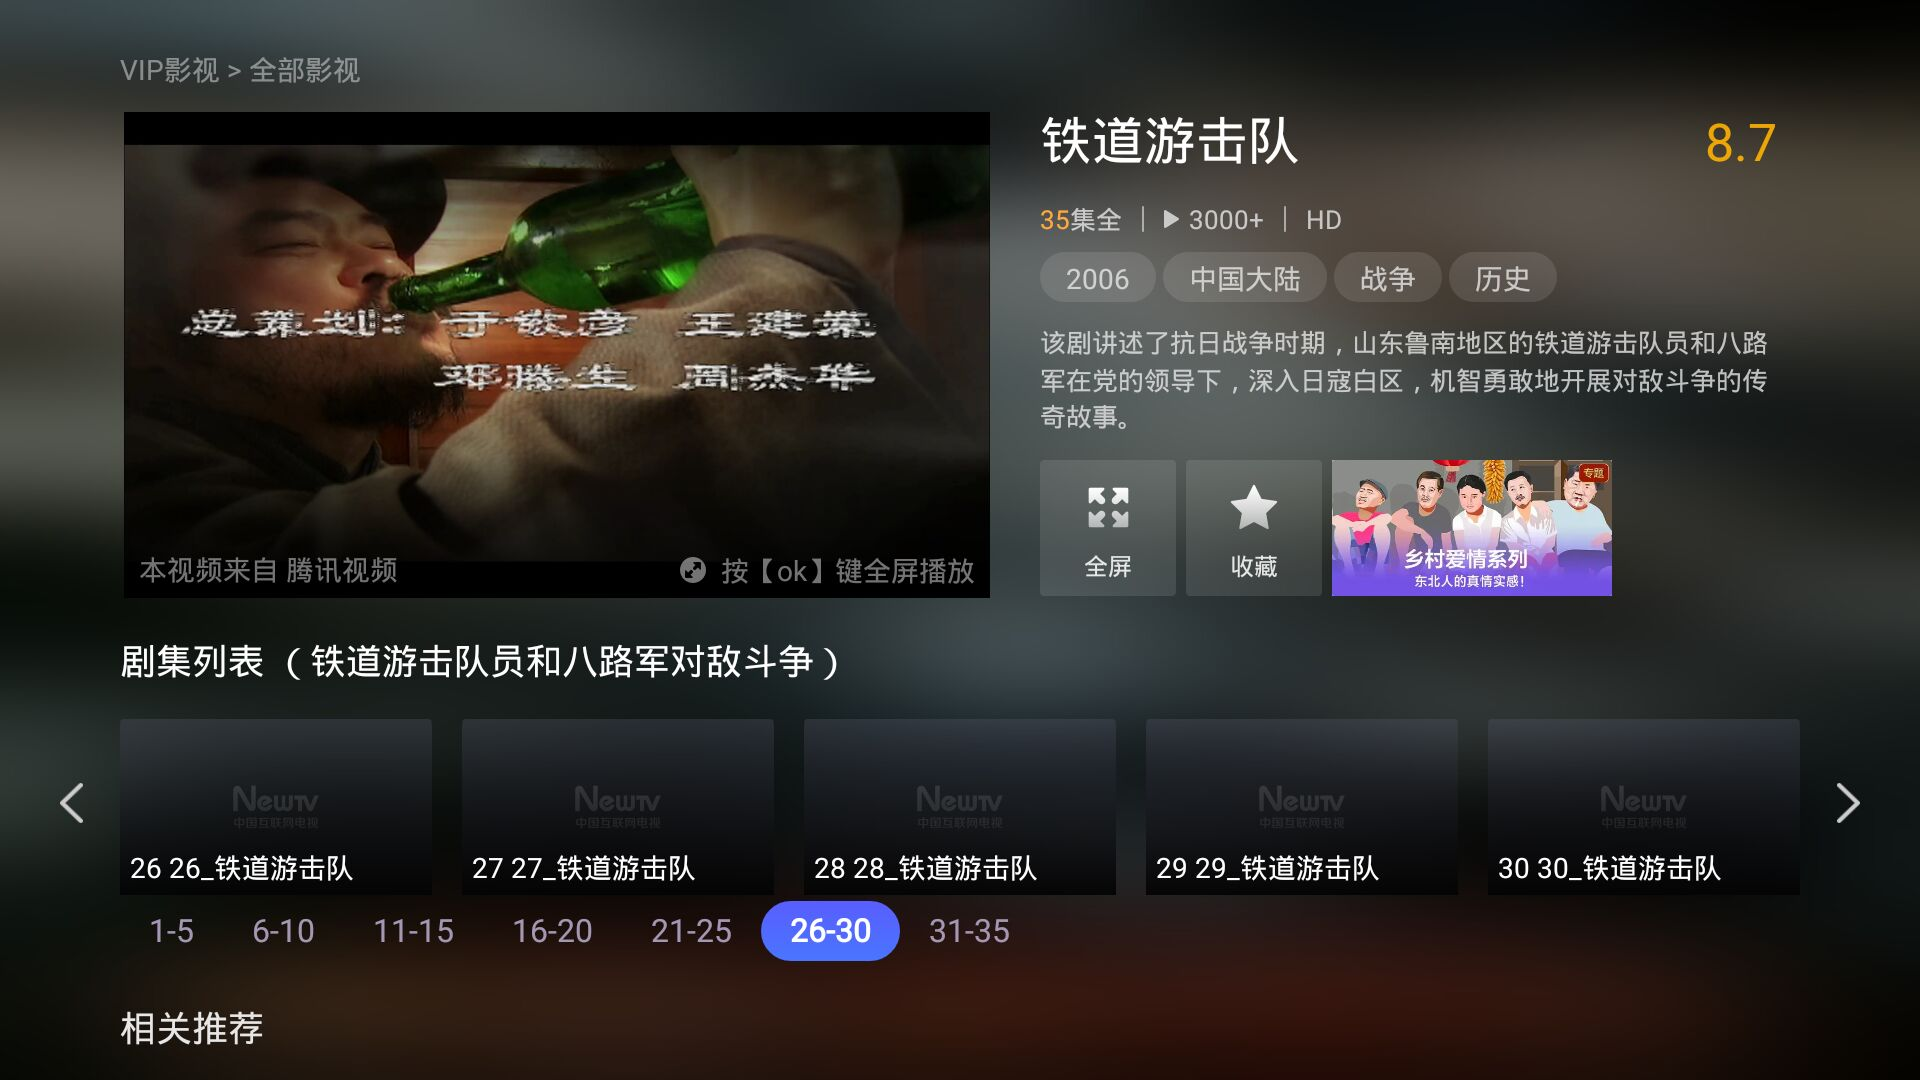 VIP影视 > 全部影视
铁道游击队
8.7
35集全 | 3000+ | HD
2006 中国大陆 战争 历史
该剧讲述了抗日战争时期，山东鲁南地区的铁道游击队员和八路
军在党的领导下，深入日寇白区，机智勇敢地开展对敌斗争的传
奇故事。
总策划：于敬彦 王建菊
邓腾生 周杰华
本视频来自 腾讯视频
按【ok】键全屏播放
全屏
收藏
专题
乡村爱情系列
东北人的真情实感！
剧集列表 （铁道游击队员和八路军对敌斗争）
NewTV
中国互联网电视
26 26_铁道游击队
NewTV
中国互联网电视
27 27_铁道游击队
NewTV
中国互联网电视
28 28_铁道游击队
NewTV
中国互联网电视
29 29_铁道游击队
NewTV
中国互联网电视
30 30_铁道游击队
1-5 6-10 11-15 16-20 21-25 26-30 31-35
相关推荐